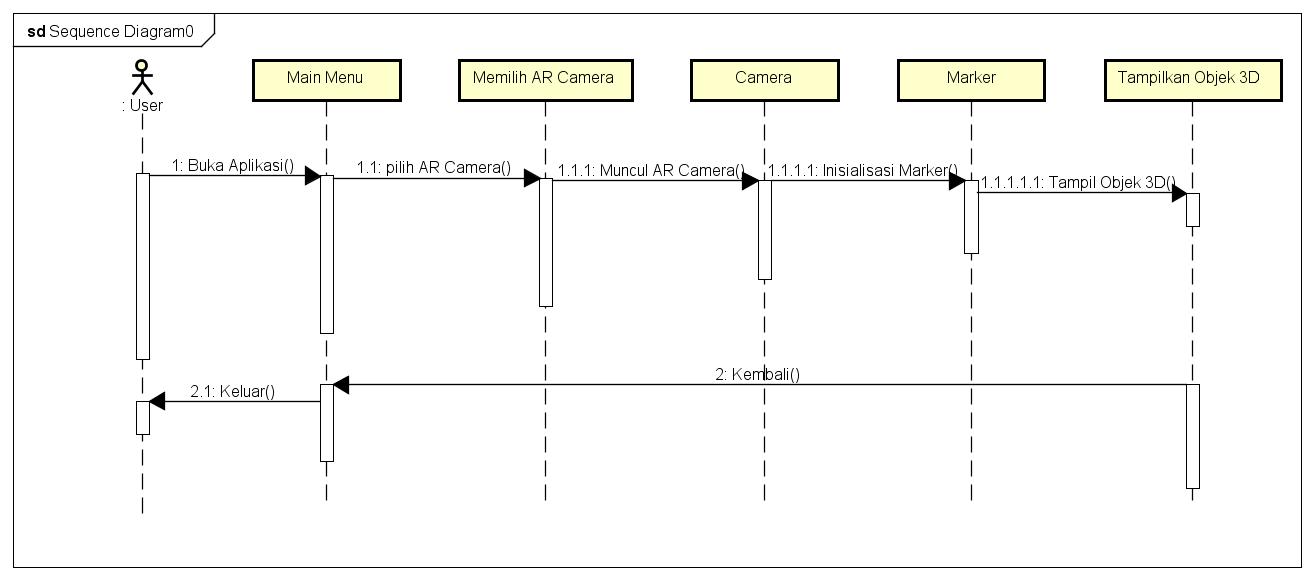 sd Sequence Diagram0
: User
Main Menu
Memilih AR Camera
Camera
Marker
Tampilkan Objek 3D
1: Buka Aplikasi()
1.1: pilih AR Camera()
1.1.1: Muncul AR Camera()
1.1.1.1: Inisialisasi Marker()
1.1.1.1.1: Tampil Objek 3D()
2: Kembali()
2.1: Keluar()